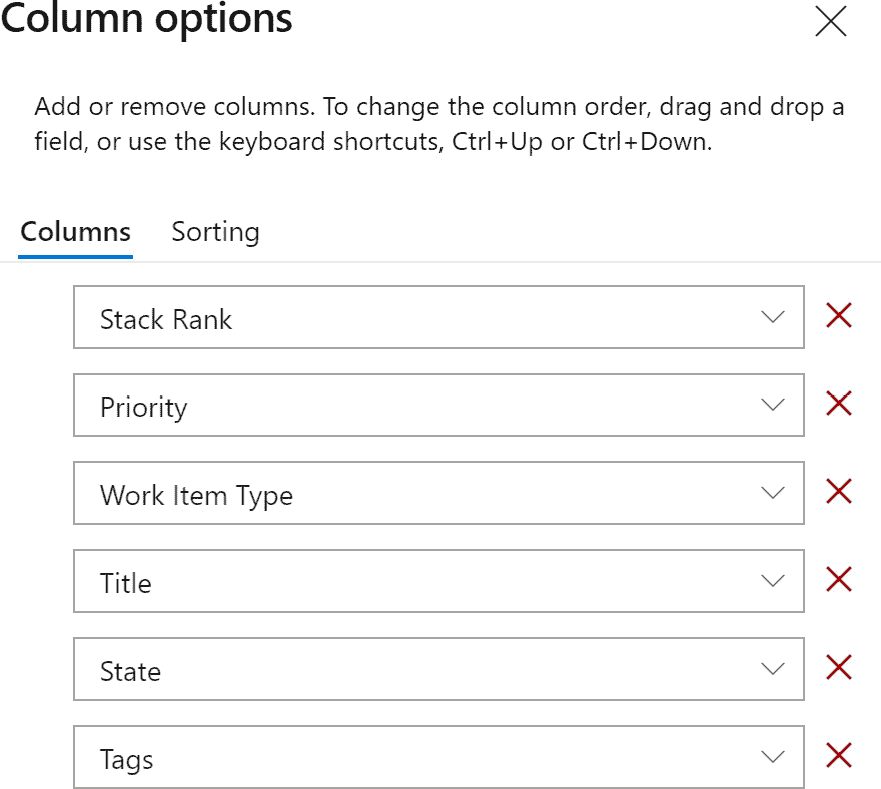 Column options
Add or remove columns. To change the column order, drag and drop a
field, or use the keyboard shortcuts, Ctrl+Up or Ctrl+Down.
Columns Sorting
Stack Rank
Priority
Work Item Type
Title
State
Tags